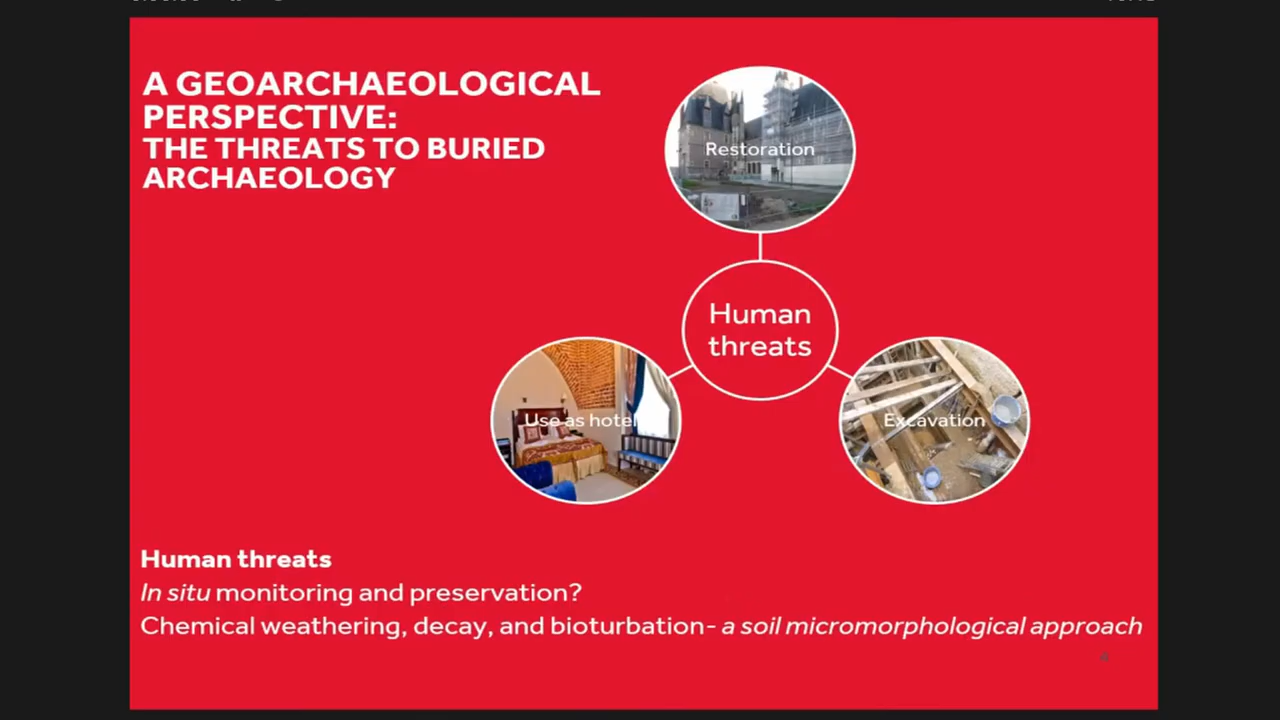 A GEOARCHAEOLOGICAL
PERSPECTIVE:
THE THREATS TO BURIED
ARCHAEOLOGY
Restoration
Human
threats
Use as hotel
Excavation
Human threats
In situ monitoring and preservation?
Chemical weathering, decay, and bioturbation- a soil micromorphological approach